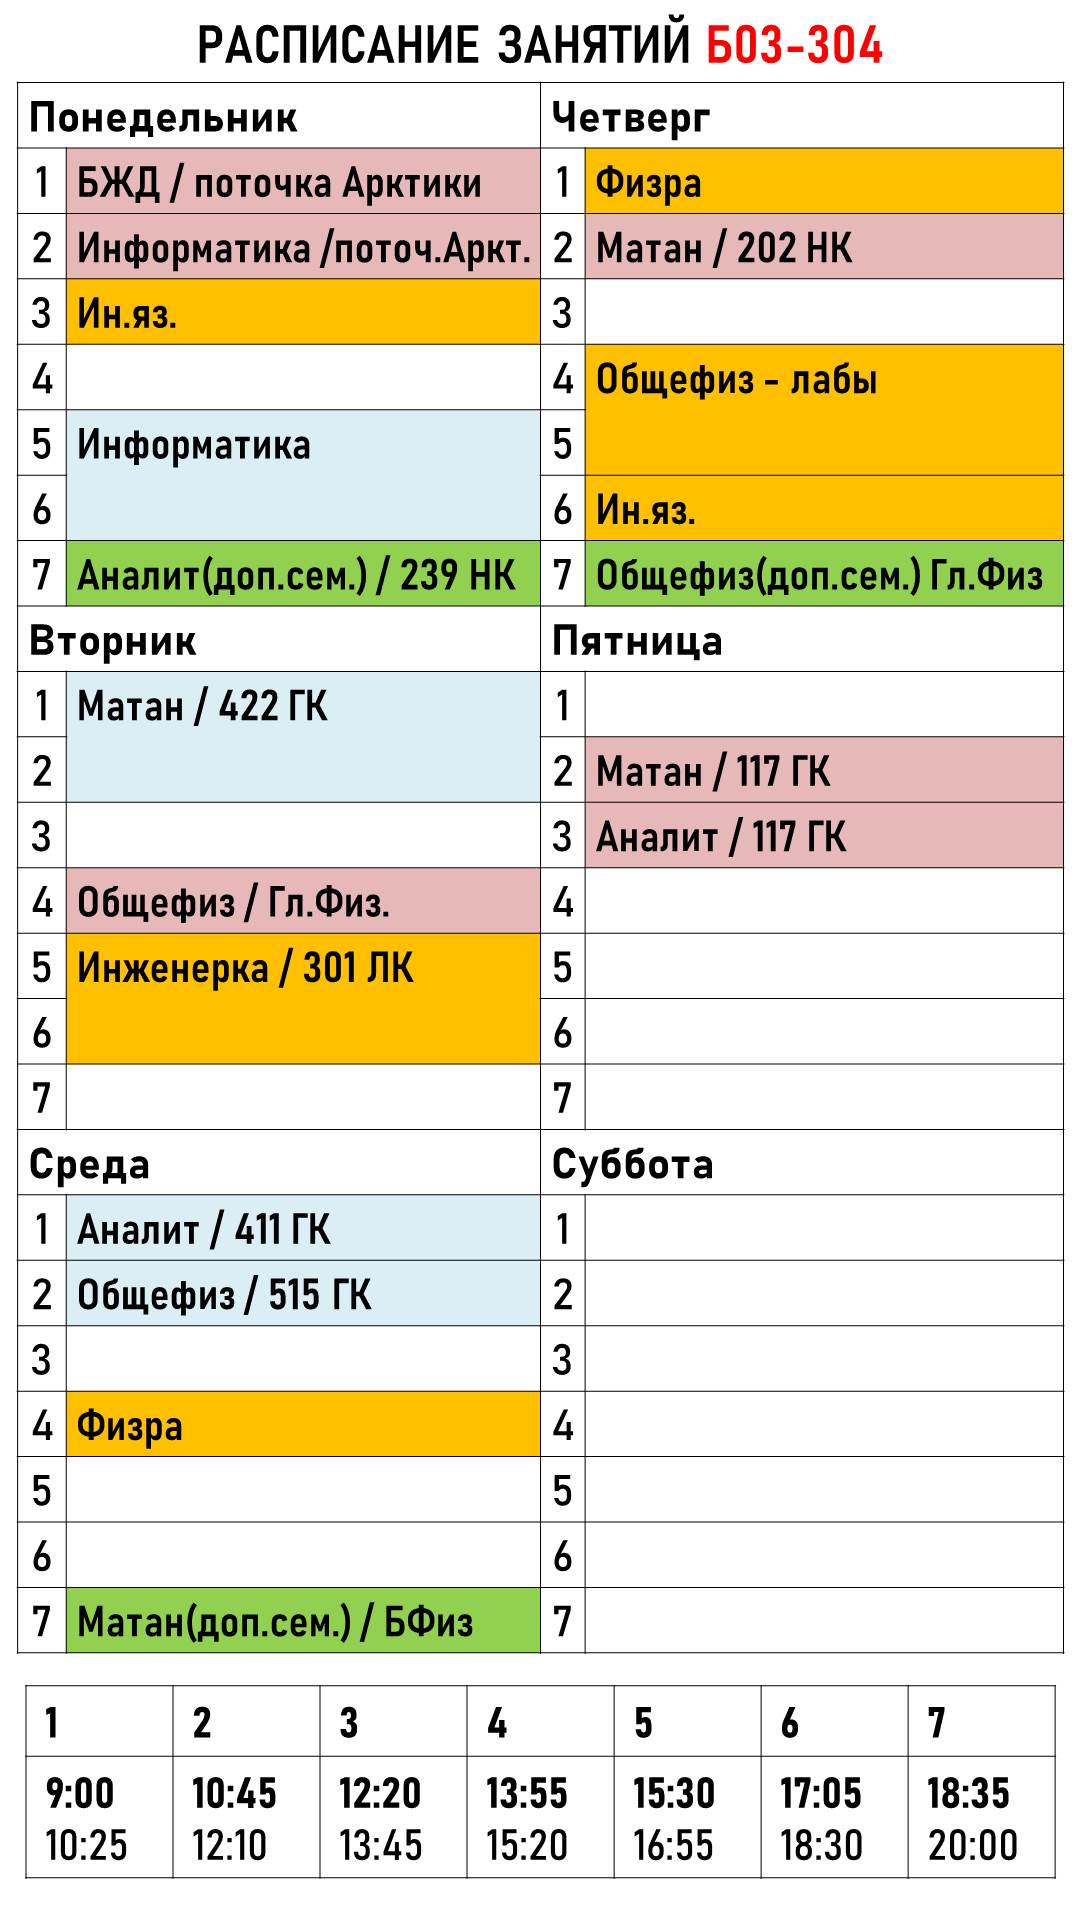 РАСПИСАНИЕ ЗАНЯТИЙ Б03-304
Понедельник
1 БЖД / поточка Арктики
2 Информатика /поточ.Аркт.
3 Ин.яз.
4
5 Информатика
6
7 Аналит(доп.сем.) / 239 НК
Вторник
1 Матан / 422 ГК
2
3
4 Общефиз / Гл.Физ.
5 Инженерка / 301 ЛК
6
7
Среда
1 Аналит / 411 ГК
2 Общефиз / 515 ГК
3
4 Физра
5
6
7 Матан(доп.сем.) / БФиз
Четверг
1 Физра
2 Матан / 202 НК
3
4 Общефиз - лабы
5
6 Ин.яз.
7 Общефиз(доп.сем.) Гл.Физ
Пятница
1
2 Матан / 117 ГК
3 Аналит / 117 ГК
4
5
6
7
Суббота
1
2
3
4
5
6
7
1 2 3 4 5 6 7
9:00 10:45 12:20 13:55 15:30 17:05 18:35
10:25 12:10 13:45 15:20 16:55 18:30 20:00